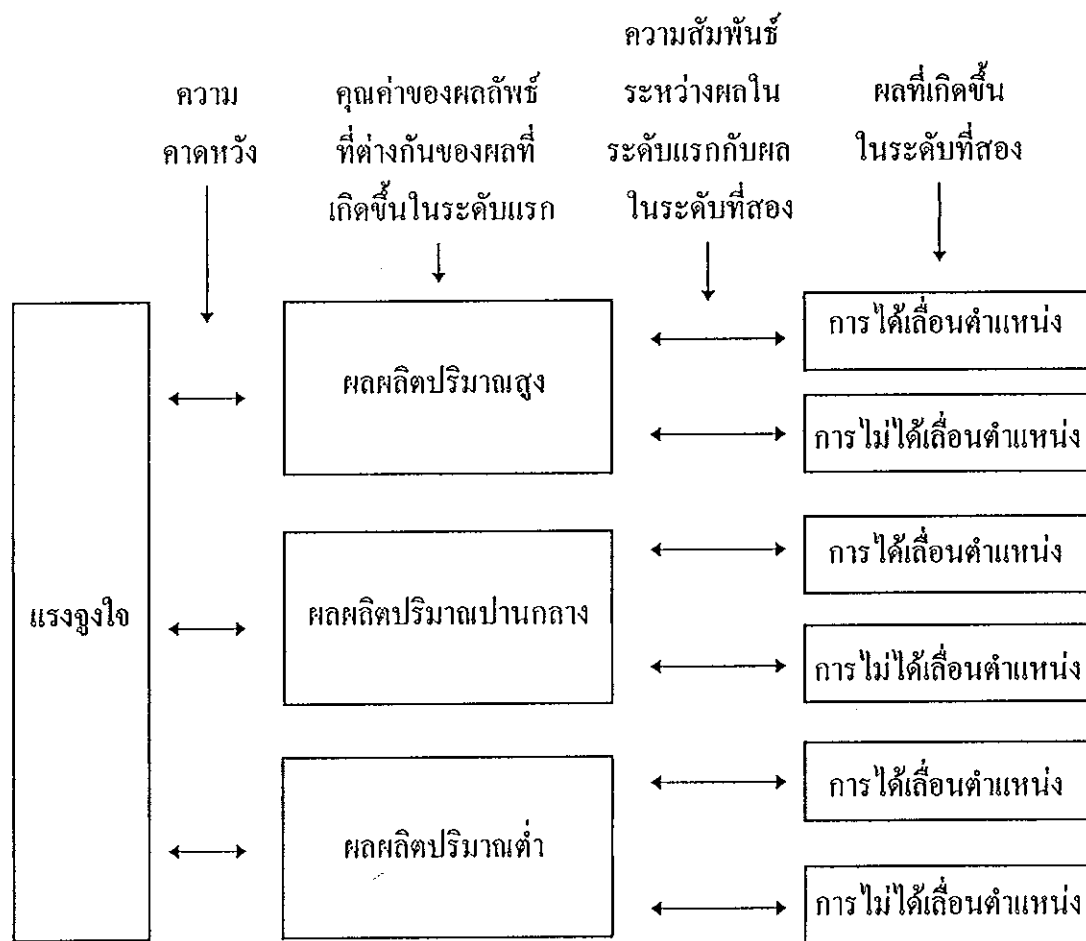 ความ
คาดหวัง
คุณค่าของผลลัพธ์
ที่ต่างกันของผลที่
เกิดขึ้นในระดับแรก
ความสัมพันธ์
ระหว่างผลใน
ระดับแรกกับผล
ในระดับที่สอง
ผลที่เกิดขึ้น
ในระดับที่สอง
แรงจูงใจ
ผลผลิตปริมาณสูง
การได้เลื่อนตำแหน่ง
การไม่ได้เลื่อนตำแหน่ง
ผลผลิตปริมาณปานกลาง
การได้เลื่อนตำแหน่ง
การไม่ได้เลื่อนตำแหน่ง
ผลผลิตปริมาณต่ำ
การได้เลื่อนตำแหน่ง
การไม่ได้เลื่อนตำแหน่ง